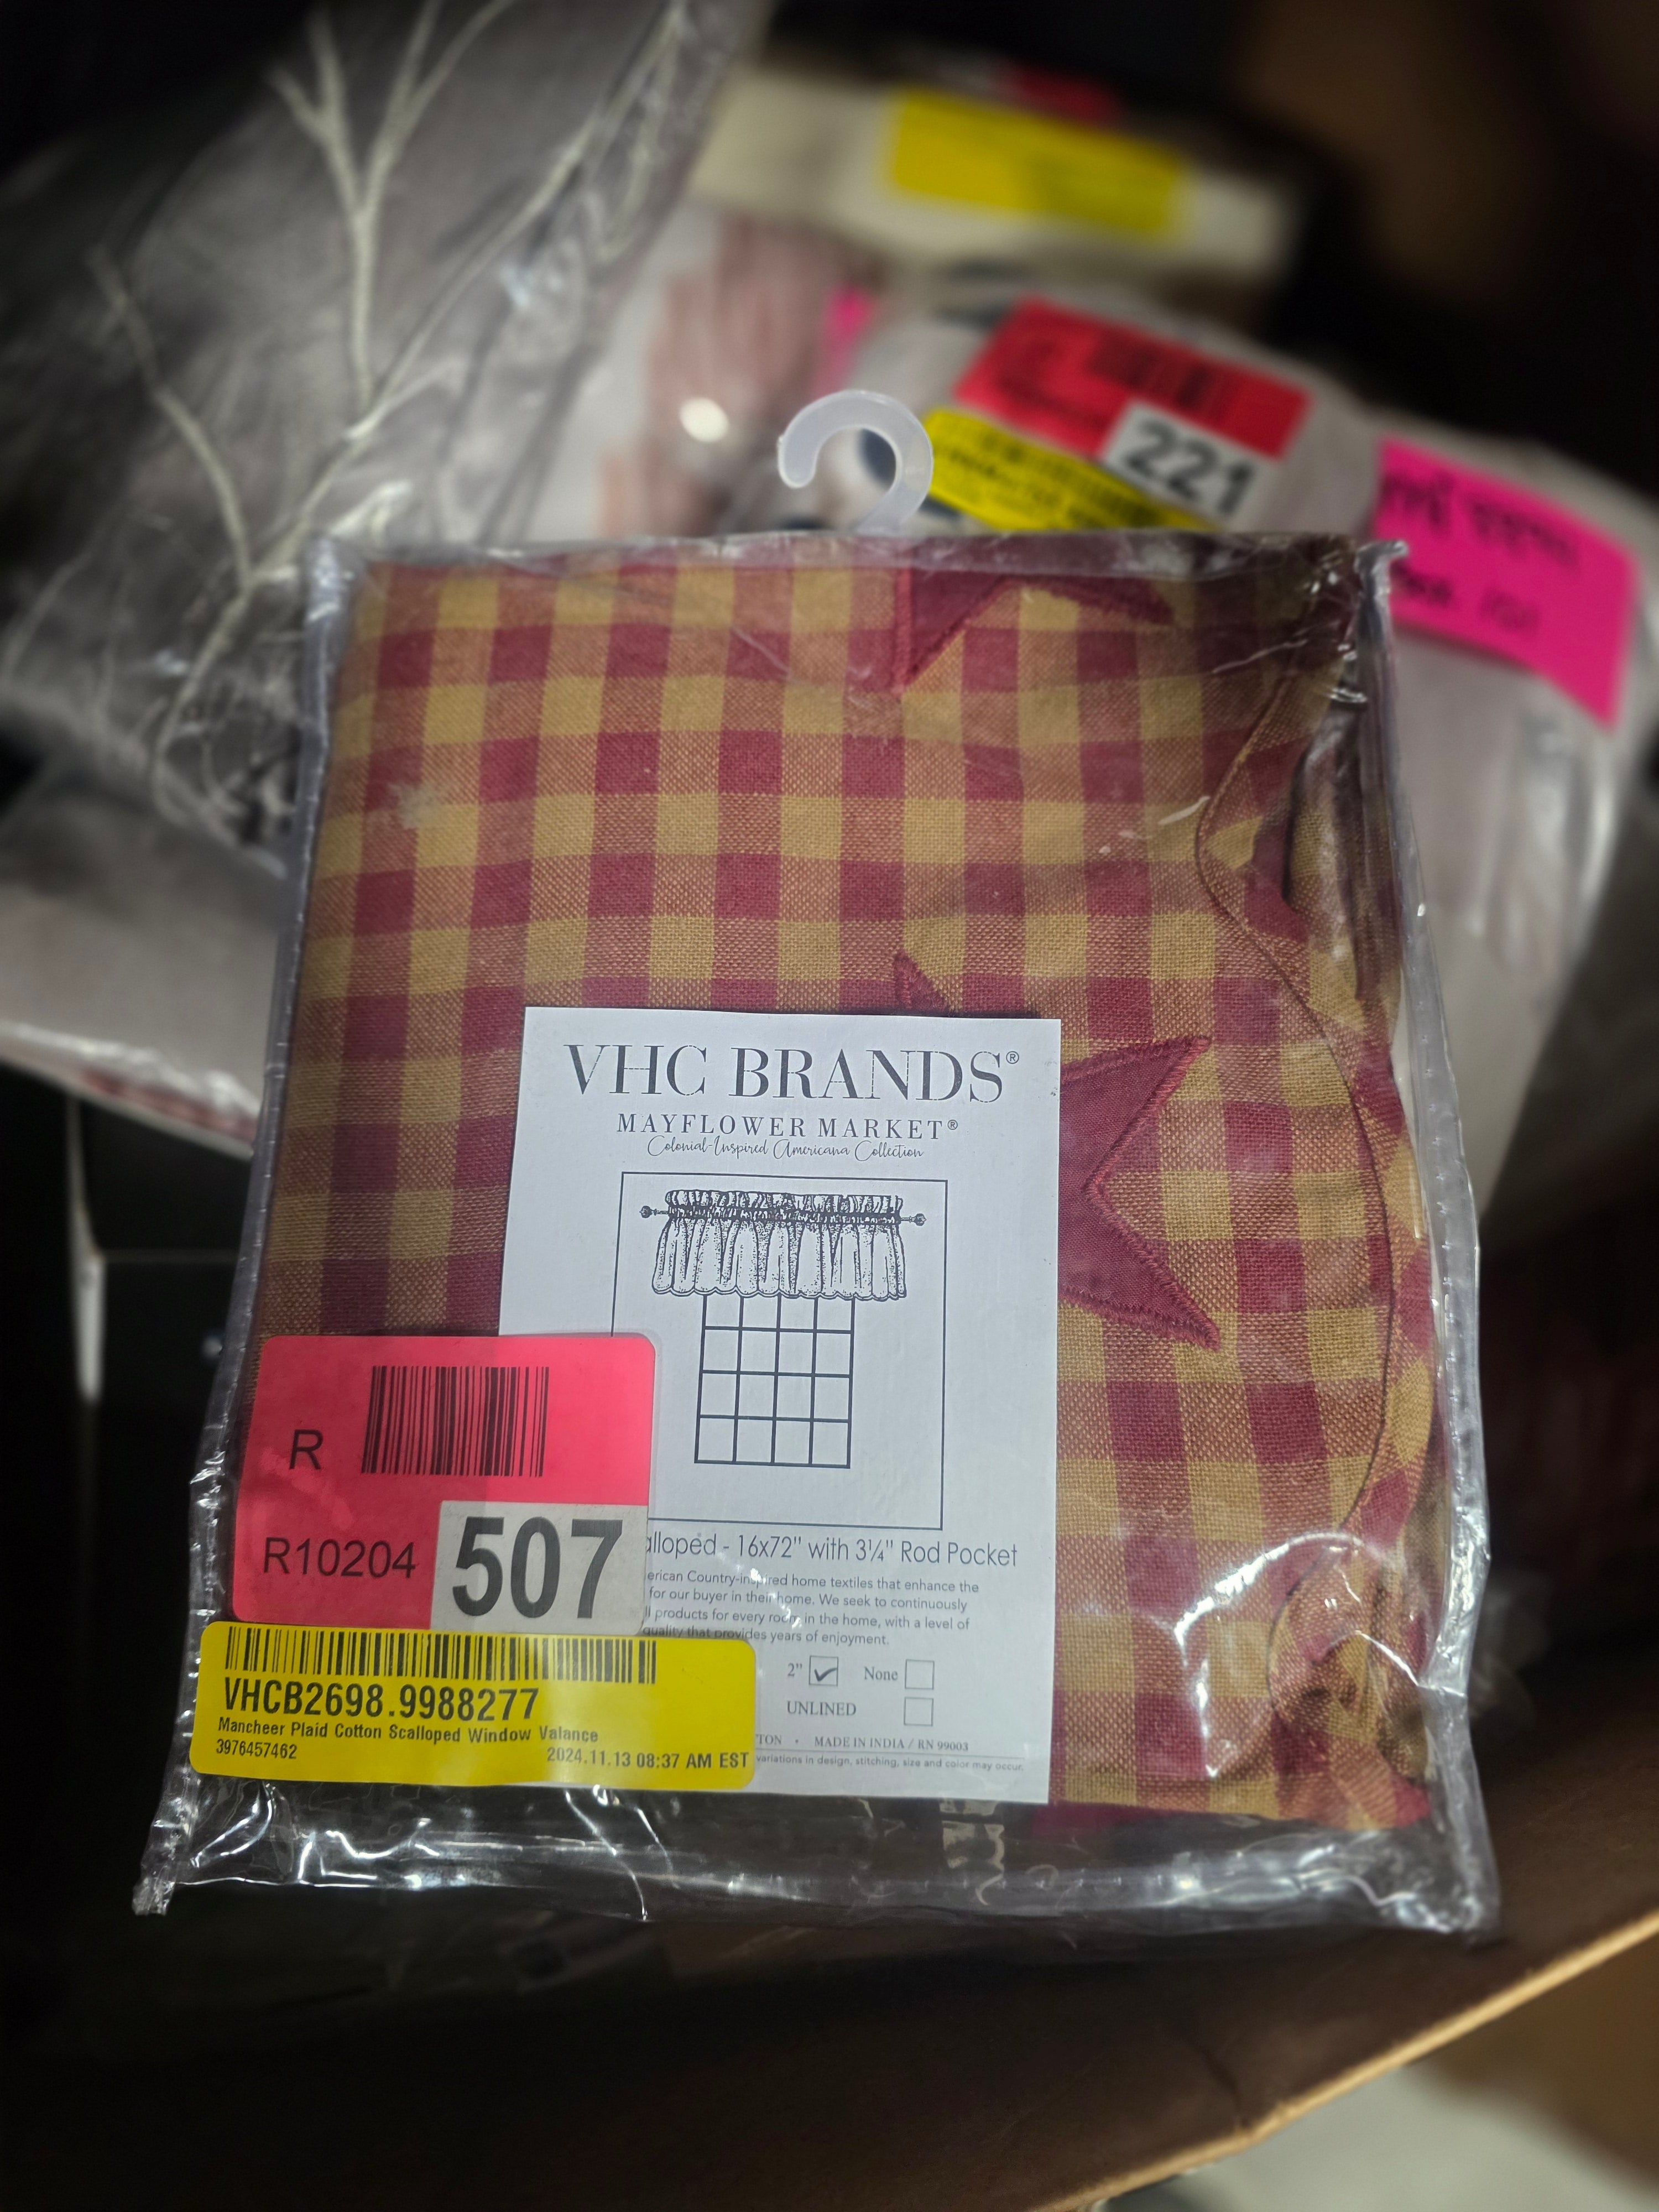 221
VHC BRANDS®
MAYFLOWER MARKET®
Colonial-Inspired Americana Collection
R
R10204
507
alloped - 16x72" with 3¼" Rod Pocket
erican Country-inspired home textiles that enhance the
for our buyer in their home. We seek to continuously
ll products for every room in the home, with a level of
quality that provides years of enjoyment.
2" ✓ None
UNLINED
TON • MADE IN INDIA / RN 99003
variations in design, stitching, size and color may occur.
VHCB2698.9988277
Mancheer Plaid Cotton Scalloped Window Valance
3976457462 2024.11.13 08:37 AM EST